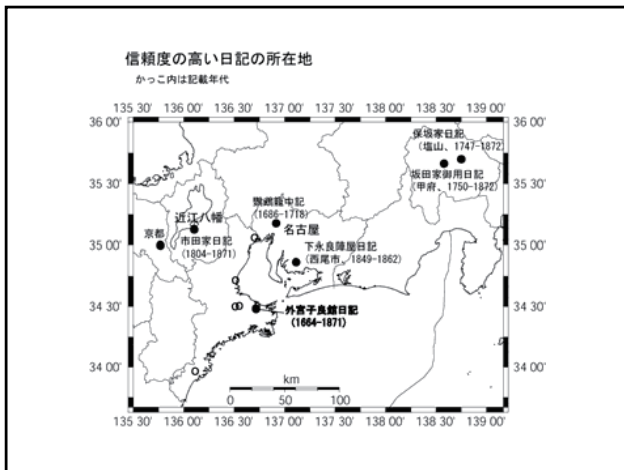 信頼度の高い日記の所在地
かっこ内は記載年代
135 30' 136 00' 136 30' 137 00' 137 30' 138 00' 138 30' 139 00'
36 00' 36 00'
保坂家日記
（塩山、1747-1872）
35 30' 35 30'
坂田家御用日記
（甲府、1750-1872）
鸚鵡籠中記
（1686-1718）
近江八幡
名古屋
京都
市田家日記
（1804-1871）
下永良陣屋日記
（西尾市、1849-1862）
35 00' 35 00'
34 30' 34 30'
外宮子良館日記
（1664-1871）
34 00' 34 00'
km
0 50 100
135 30' 136 00' 136 30' 137 00' 137 30' 138 00' 138 30' 139 00'